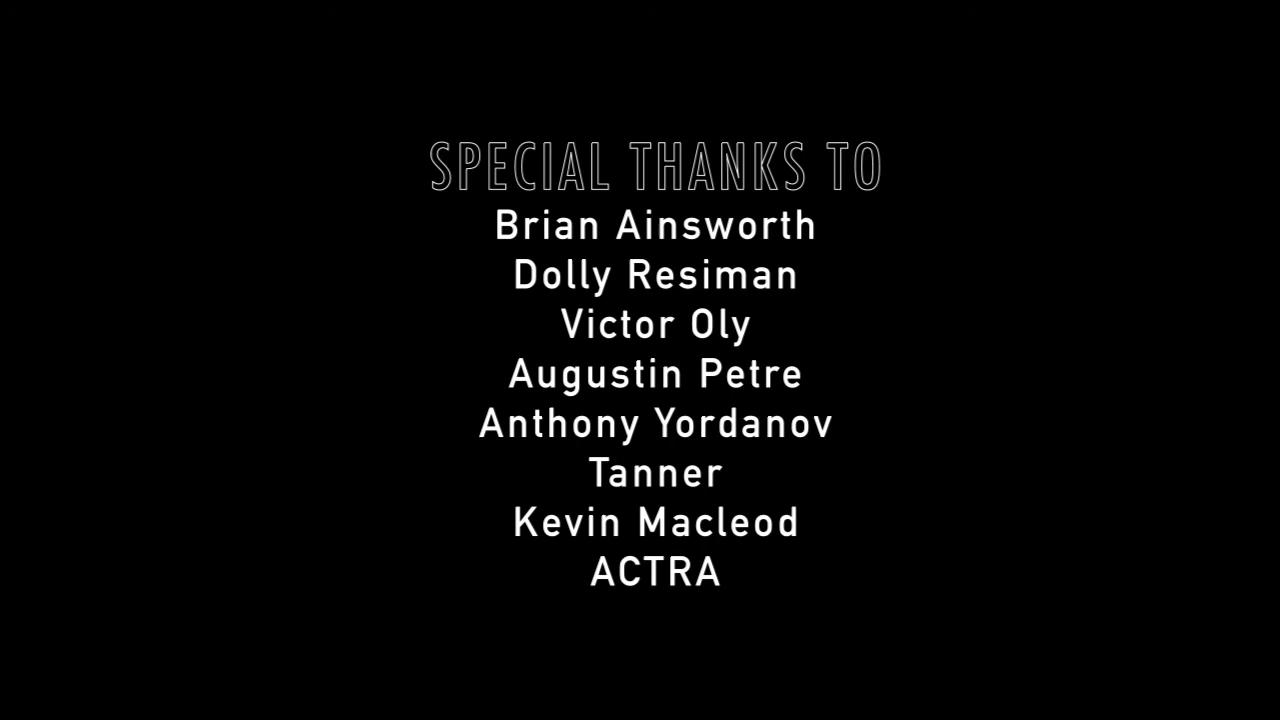 SPECIAL THANKS TO
Brian Ainsworth
Dolly Resiman
Victor Oly
Augustin Petre
Anthony Yordanov
Tanner
Kevin Macleod
ACTRA